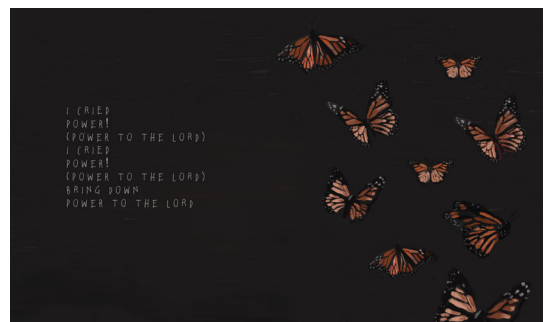 I CRIED
POWER!
(POWER TO THE LORD)
I CRIED
POWER!
(POWER TO THE LORD)
BRING DOWN
POWER TO THE LORD